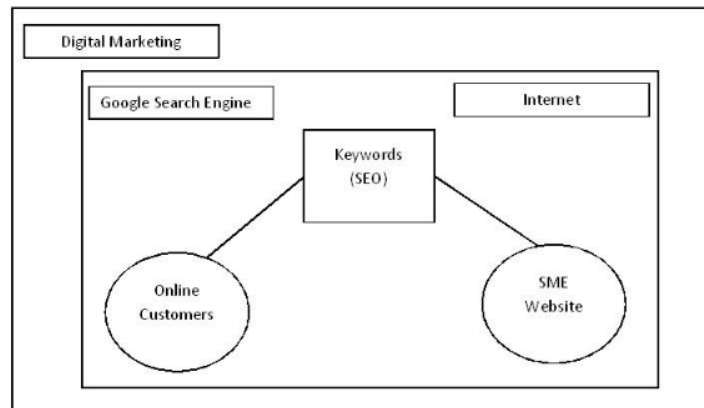 Digital Marketing
Google Search Engine
Internet
Keywords
(SEO)
Online
Customers
SME
Website